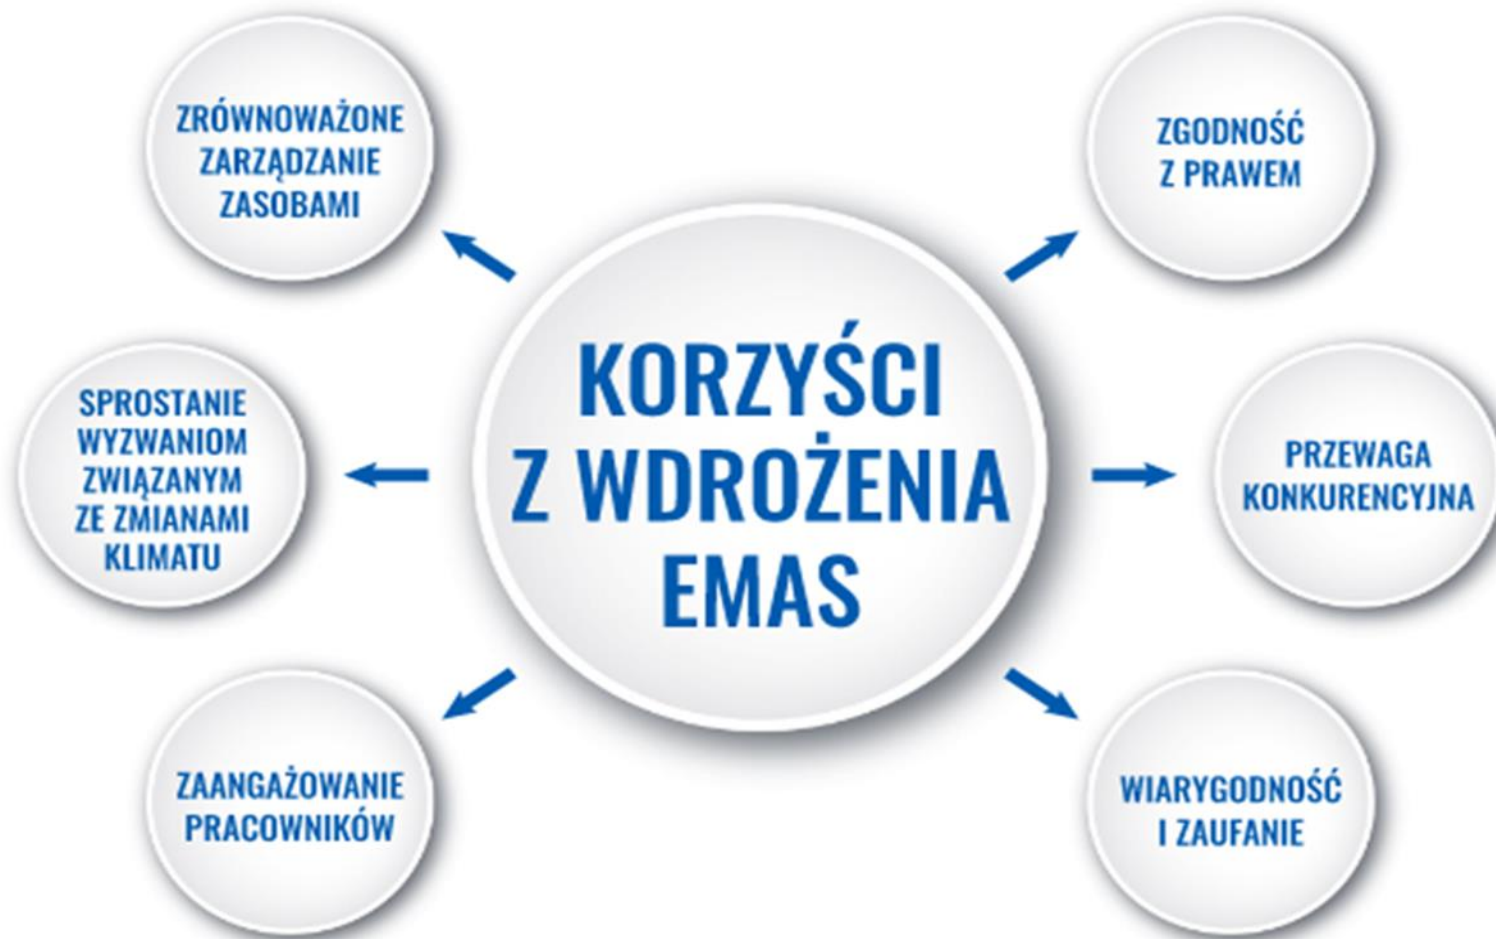 ZRÓWNOWAŻONE
ZARZĄDZANIE
ZASOBAMI
ZGODNOŚĆ
Z PRAWEM
SPROSTANIE
WYZWANIOM
ZWIĄZANYM
ZE ZMIANAMI
KLIMATU
KORZYŚCI
Z WDROŻENIA
EMAS
PRZEWAGA
KONKURENCYJNA
ZAANGAŻOWANIE
PRACOWNIKÓW
WIARYGODNOŚĆ
I ZAUFANIE